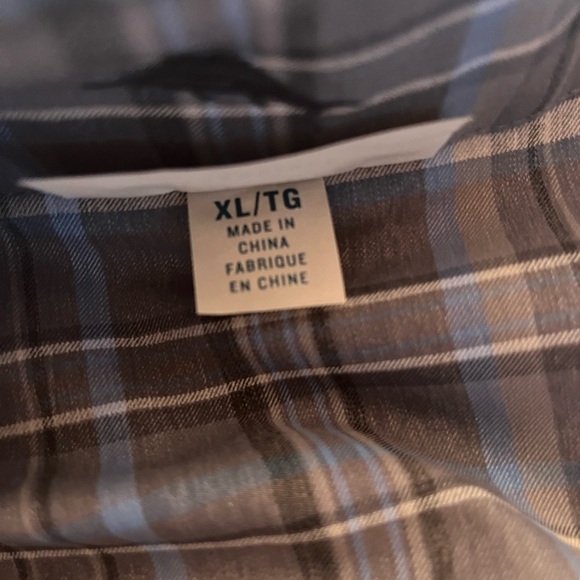 XL/TG
MADE IN
CHINA
FABRIQUE
EN CHINE